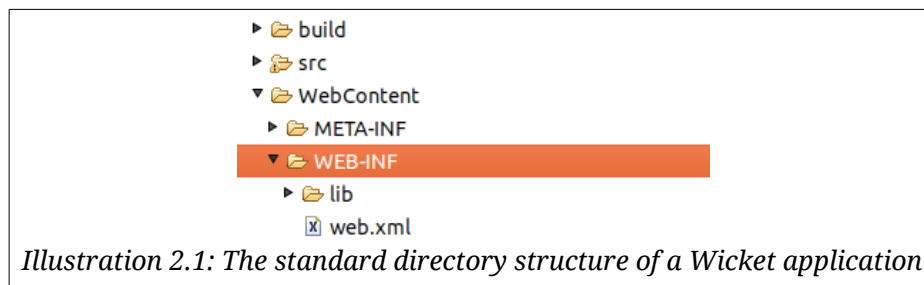 build
src
WebContent
META-INF
WEB-INF
lib
web.xml
Illustration 2.1: The standard directory structure of a Wicket application